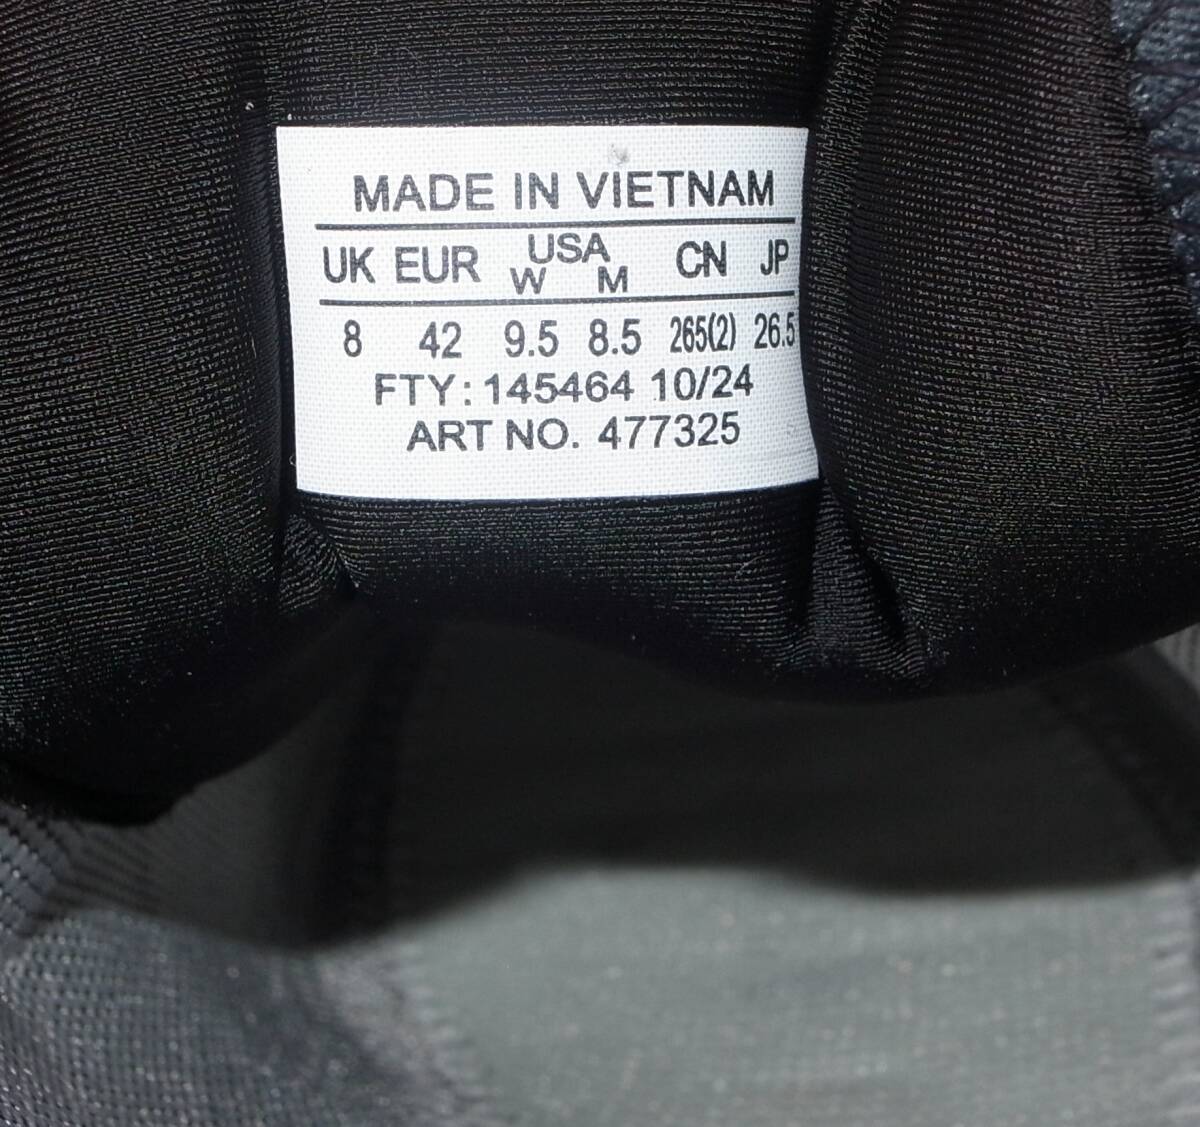 MADE IN VIETNAM
UK EUR USA W M CN JP
8 42 9.5 8.5 265(2) 26.5
FTY: 145464 10/24
ART NO. 477325